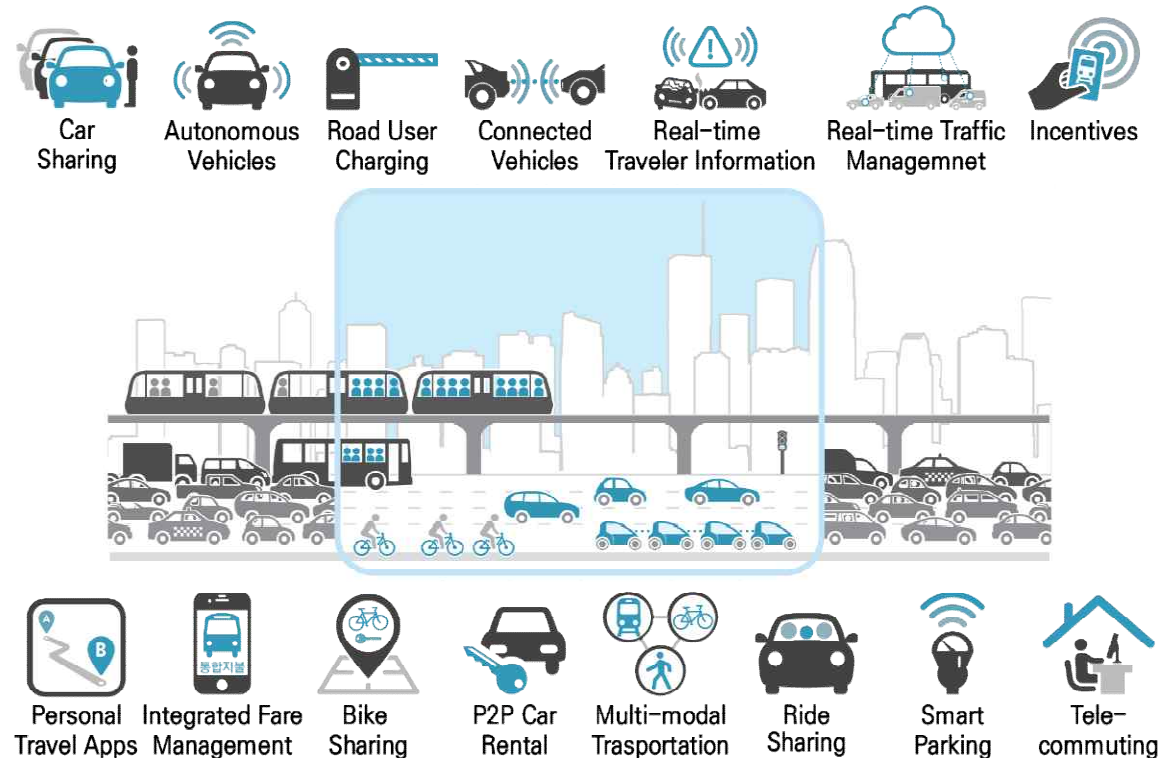 Car
Sharing
Autonomous
Vehicles
Road User
Charging
Connected
Vehicles
Real-time
Traveler Information
Real-time Traffic
Managemnet
Incentives
A
B
Personal
Travel Apps
통합지불
Integrated Fare
Management
Bike
Sharing
P2P Car
Rental
Multi-modal
Trasportation
Ride
Sharing
Smart
Parking
Tele-
commuting